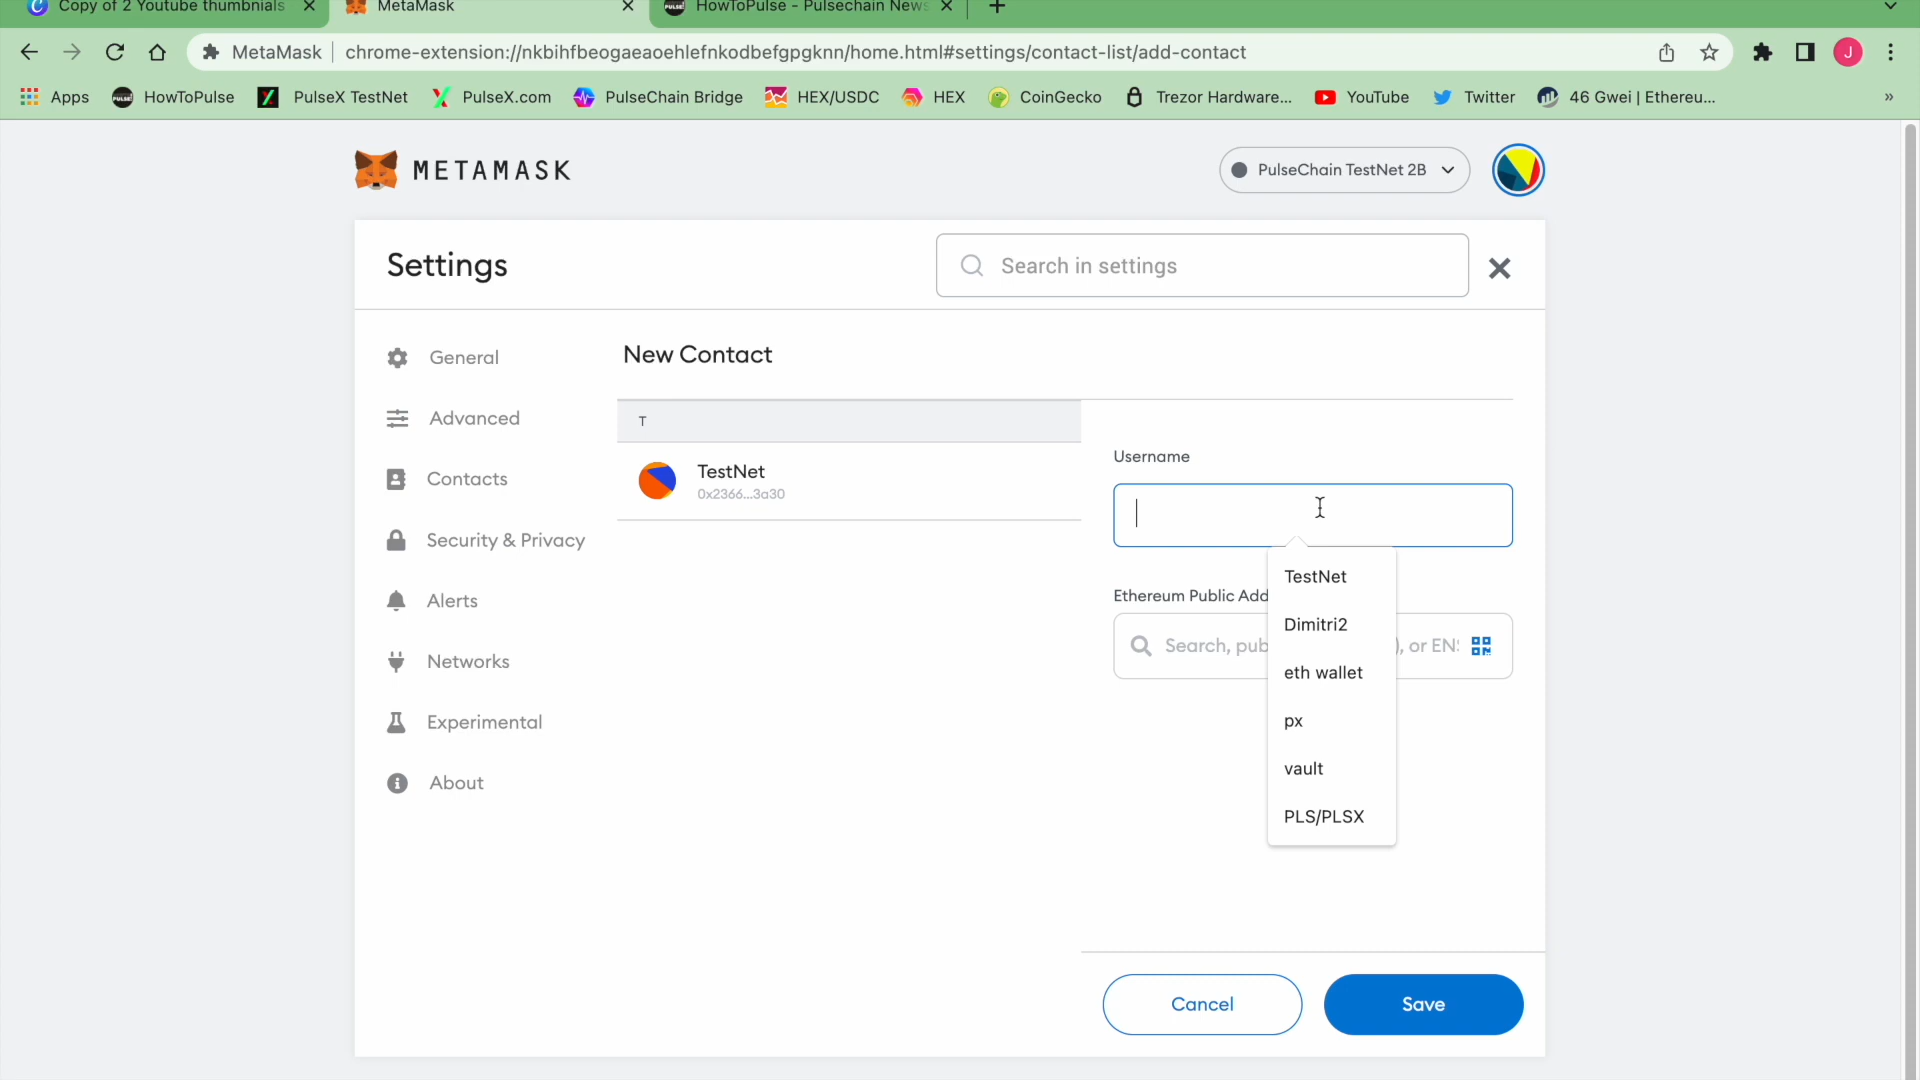 Copy of 2 Youtube thumbnials
MetaMask
HowToPulse - Pulsechain News
MetaMask
chrome-extension://nkbihfbeogaeaoehlefnkodbefgpgknn/home.html#settings/contact-list/add-contact
J
Apps
HowToPulse
PulseX TestNet
PulseX.com
PulseChain Bridge
HEX/USDC
HEX
CoinGecko
Trezor Hardware...
YouTube
Twitter
46 Gwei | Ethereu...
»
METAMASK
PulseChain TestNet 2B
Settings
Search in settings
General
Advanced
Contacts
Security & Privacy
Alerts
Networks
Experimental
About
New Contact
T
TestNet
0x2366...3a30
Username
TestNet
Dimitri2
eth wallet
px
vault
PLS/PLSX
Ethereum Public Add
Search, pub ), or ENS
Cancel
Save